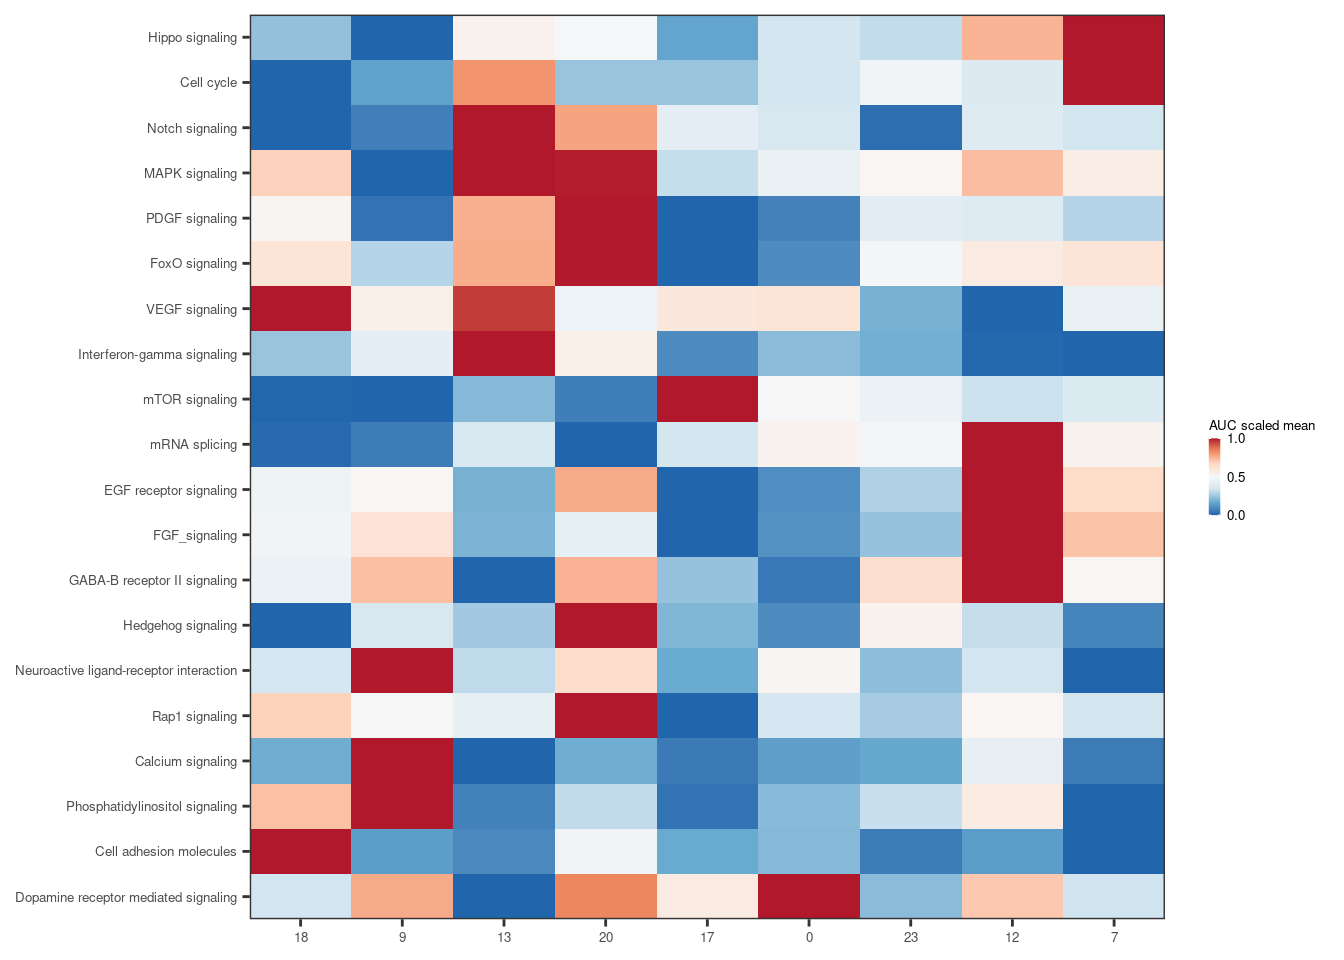 Hippo signaling
Cell cycle
Notch signaling
MAPK signaling
PDGF signaling
FoxO signaling
VEGF signaling
Interferon-gamma signaling
mTOR signaling
mRNA splicing
EGF receptor signaling
FGF_signaling
GABA-B receptor II signaling
Hedgehog signaling
Neuroactive ligand-receptor interaction
Rap1 signaling
Calcium signaling
Phosphatidylinositol signaling
Cell adhesion molecules
Dopamine receptor mediated signaling
18 9 13 20 17 0 23 12 7
AUC scaled mean
1.0
0.5
0.0